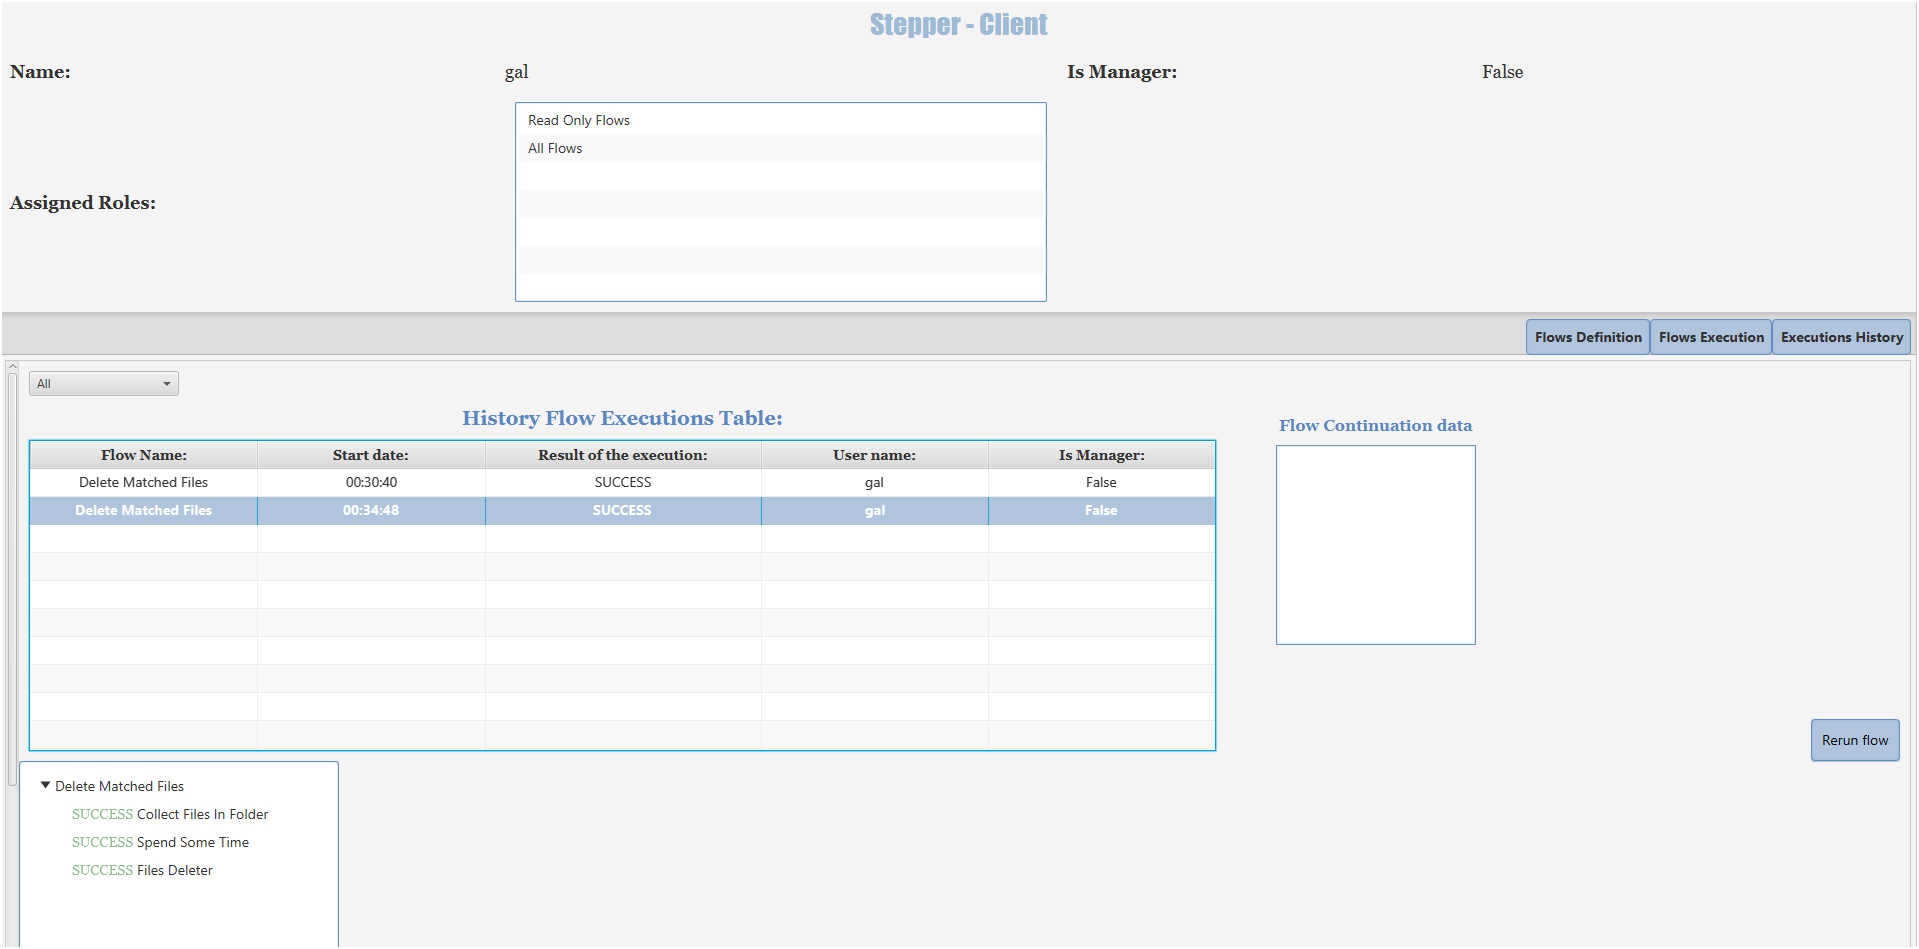 Stepper - Client
Name: gal Is Manager: False
Read Only Flows
All Flows
Assigned Roles:
Flows Definition Flows Execution Executions History
All
History Flow Executions Table:
Flow Continuation data
Flow Name: Start date: Result of the execution: User name: Is Manager:
Delete Matched Files 00:30:40 SUCCESS gal False
Delete Matched Files 00:34:48 SUCCESS gal False
Rerun flow
Delete Matched Files
SUCCESS Collect Files In Folder
SUCCESS Spend Some Time
SUCCESS Files Deleter